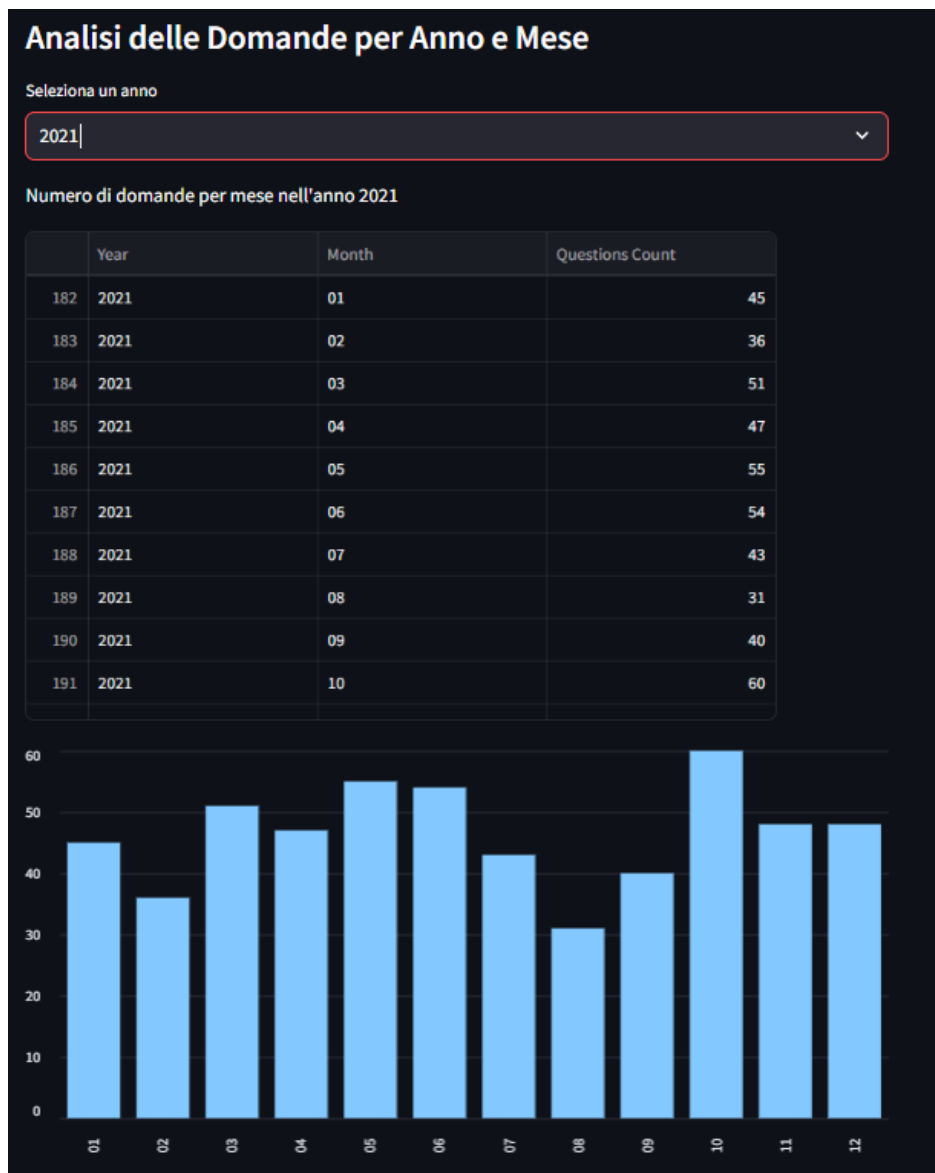 Analisi delle Domande per Anno e Mese
Seleziona un anno
2021
Numero di domande per mese nell'anno 2021
Year Month Questions Count
182 2021 01 45
183 2021 02 36
184 2021 03 51
185 2021 04 47
186 2021 05 55
187 2021 06 54
188 2021 07 43
189 2021 08 31
190 2021 09 40
191 2021 10 60
60
50
40
30
20
10
0
01 02 03 04 05 06 07 08 09 10 11 12